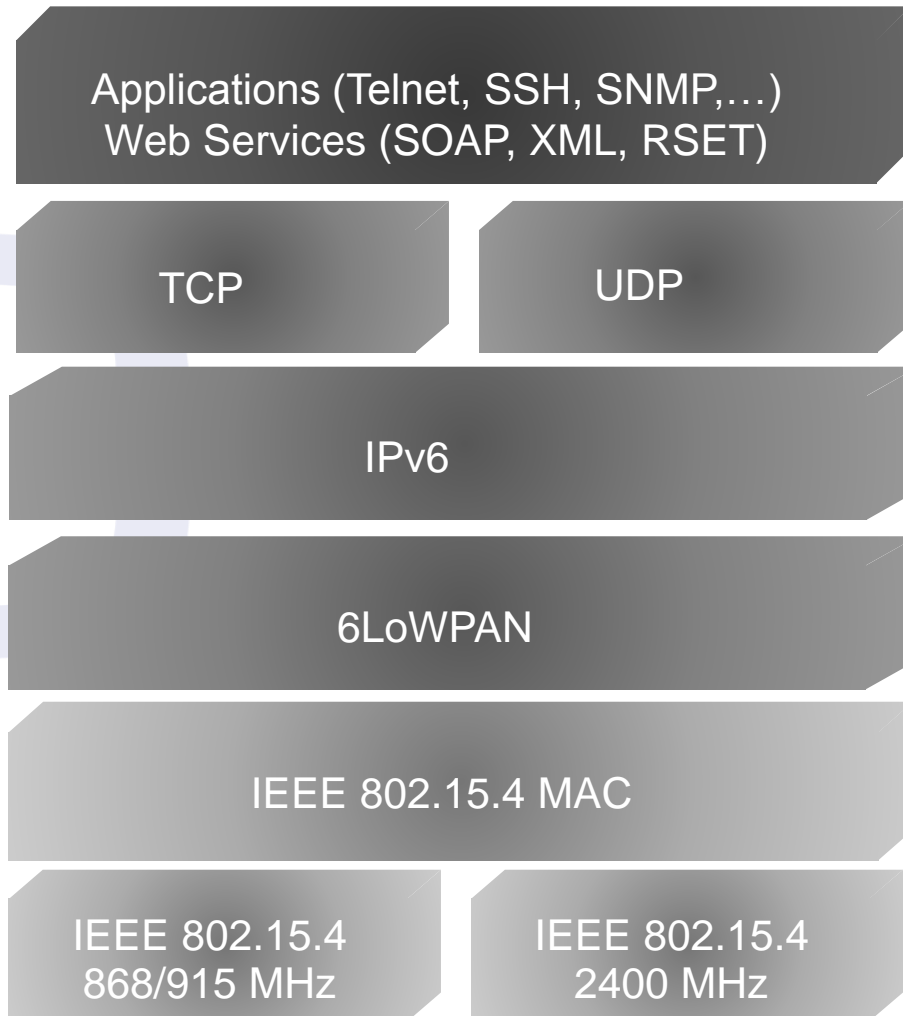 Applications (Telnet, SSH, SNMP,…)
Web Services (SOAP, XML, RSET)
TCP
UDP
IPv6
6LoWPAN
IEEE 802.15.4 MAC
IEEE 802.15.4
868/915 MHz
IEEE 802.15.4
2400 MHz